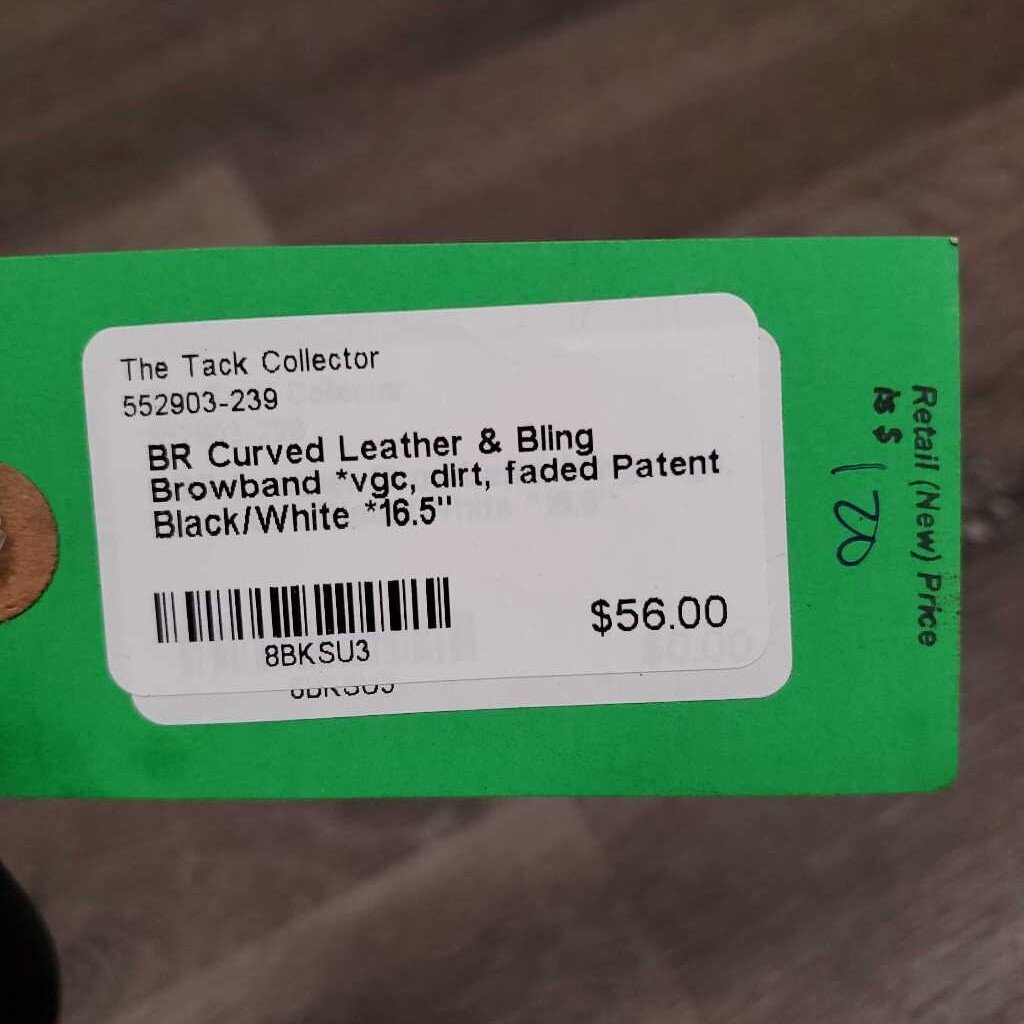 The Tack Collector
552903-239
BR Curved Leather & Bling
Browband *vgc, dirt, faded Patent
Black/White *16.5"
8BKSU3
$56.00
Retail (New) Price
is $
120